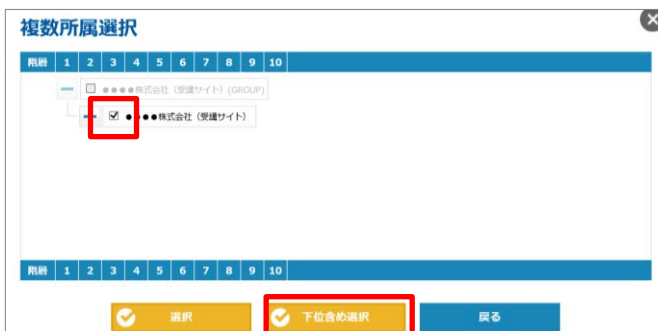 複数所属選択
階層 1 2 3 4 5 6 7 8 9 10
●●●●株式会社（受講サイト）(GROUP)
●●●●株式会社（受講サイト）
階層 1 2 3 4 5 6 7 8 9 10
選択 下位含め選択 戻る